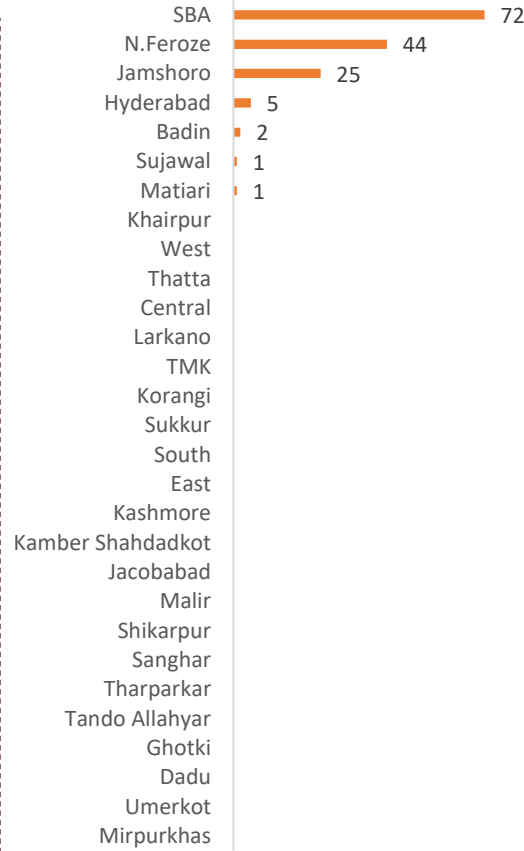 SBA 72
N.Feroze 44
Jamshoro 25
Hyderabad 5
Badin 2
Sujawal 1
Matiari 1
Khairpur
West
Thatta
Central
Larkano
TMK
Korangi
Sukkur
South
East
Kashmore
Kamber Shahdadkot
Jacobabad
Malir
Shikarpur
Sanghar
Tharparkar
Tando Allahyar
Ghotki
Dadu
Umerkot
Mirpurkhas